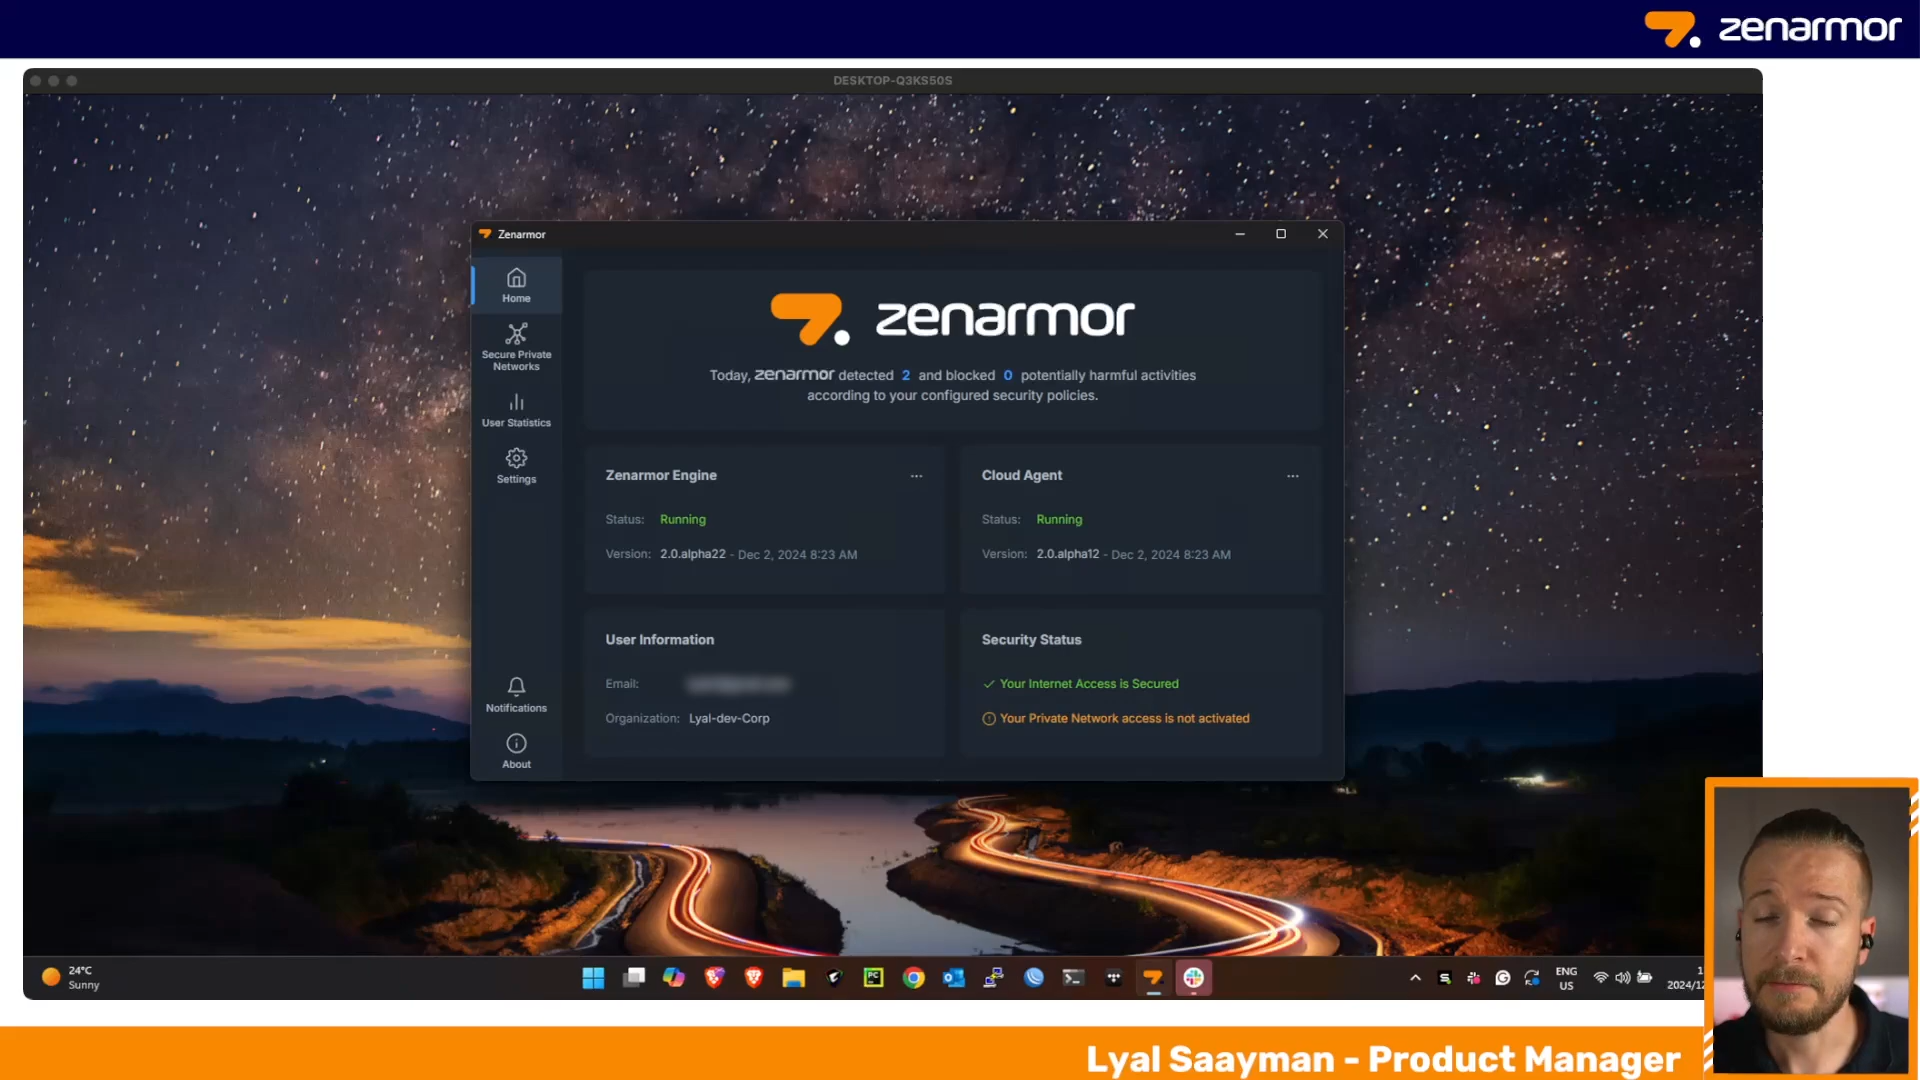 zenarmor
DESKTOP-Q3KS50S
Zenarmor
Home
Secure Private
Networks
User Statistics
Settings
Notifications
About
zenarmor
Today, zenarmor detected 2 and blocked 0 potentially harmful activities
according to your configured security policies.
Zenarmor Engine
Status: Running
Version: 2.0.alpha22 - Dec 2, 2024 8:23 AM
Cloud Agent
Status: Running
Version: 2.0.alpha12 - Dec 2, 2024 8:23 AM
User Information
Email:
Organization: Lyal-dev-Corp
Security Status
Your Internet Access is Secured
Your Private Network access is not activated
24°C
Sunny
ENG
US
2024/12
Lyal Saayman - Product Manager